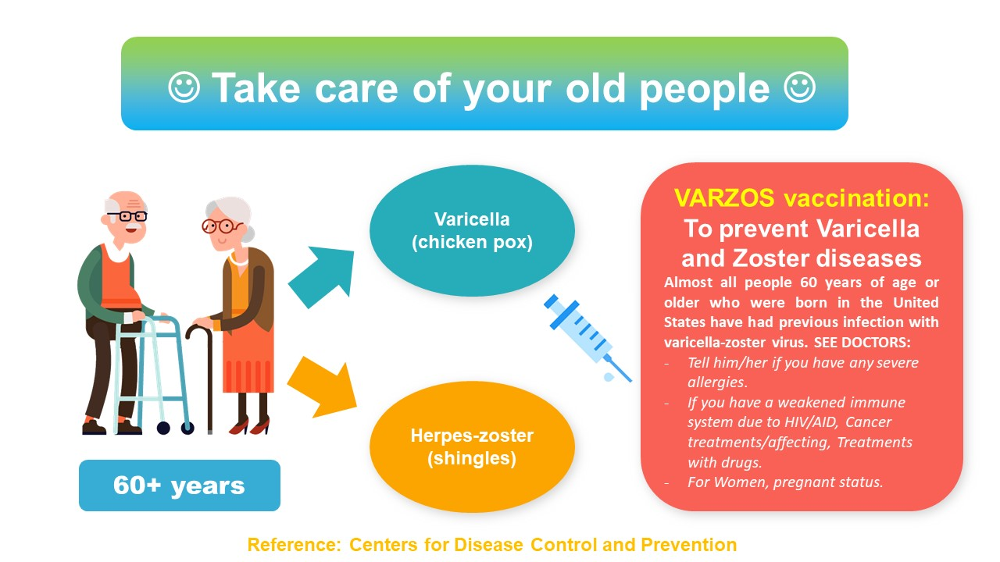 ☺ Take care of your old people ☺
Varicella
(chicken pox)
Herpes-zoster
(shingles)
60+ years
VARZOS vaccination:
To prevent Varicella
and Zoster diseases
Almost all people 60 years of age or
older who were born in the United
States have had previous infection with
varicella-zoster virus. SEE DOCTORS:
- Tell him/her if you have any severe
allergies.
- If you have a weakened immune
system due to HIV/AID, Cancer
treatments/affecting, Treatments
with drugs.
- For Women, pregnant status.
Reference: Centers for Disease Control and Prevention